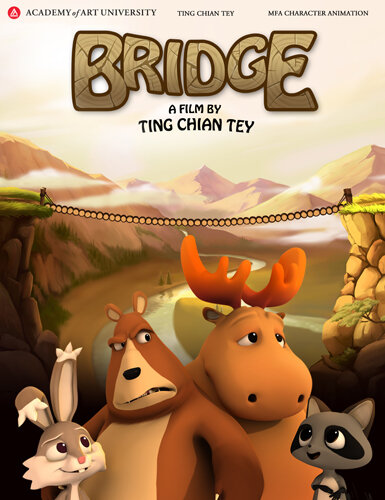 ACADEMY of ART UNIVERSITY TING CHIAN TEY MFA CHARACTER ANIMATION
BRIDGE
A FILM BY
TING CHIAN TEY